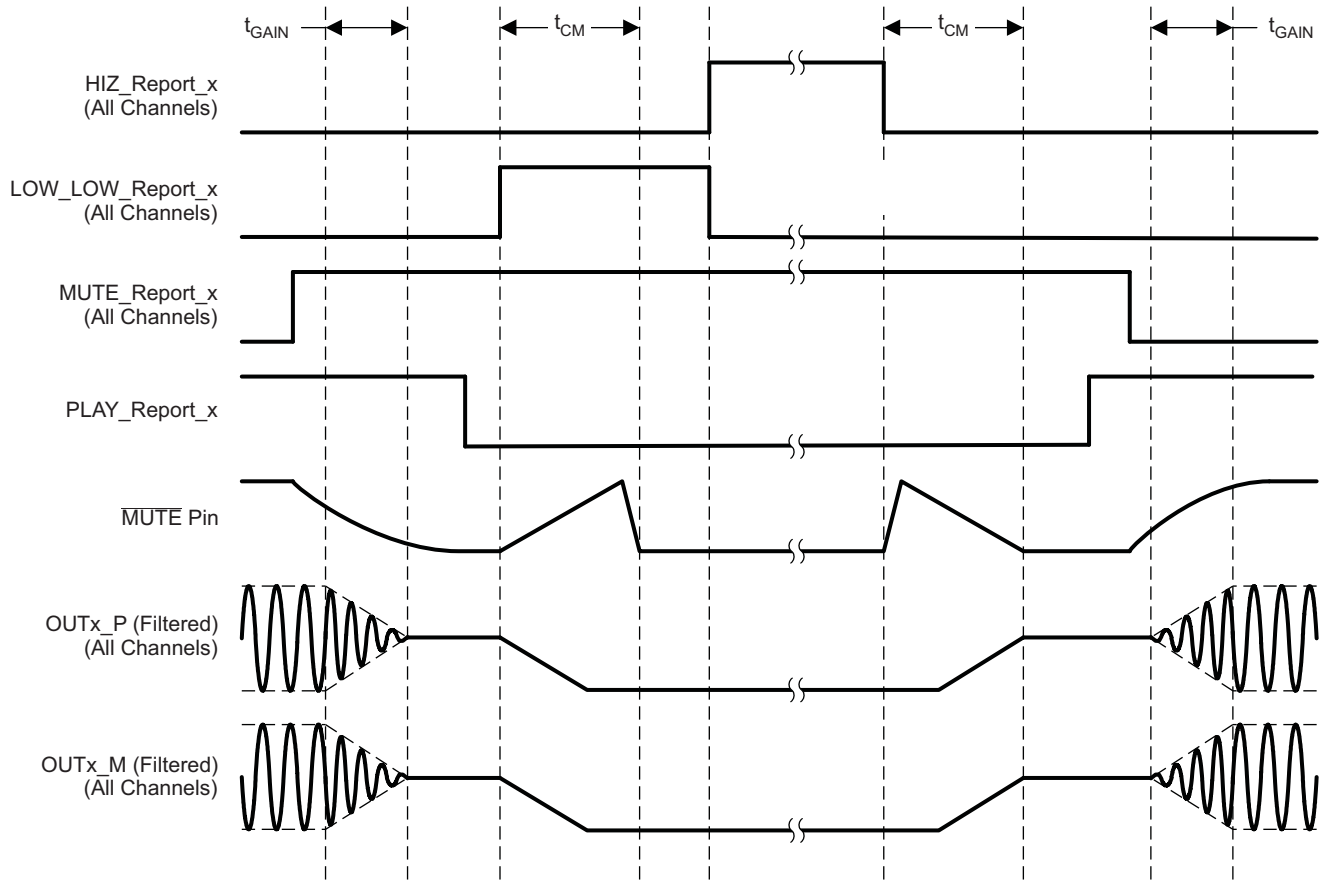 tGAIN
tCM
tCM
tGAIN
HIZ_Report_x
(All Channels)
LOW_LOW_Report_x
(All Channels)
MUTE_Report_x
(All Channels)
PLAY_Report_x
MUTE Pin
OUTx_P (Filtered)
(All Channels)
OUTx_M (Filtered)
(All Channels)